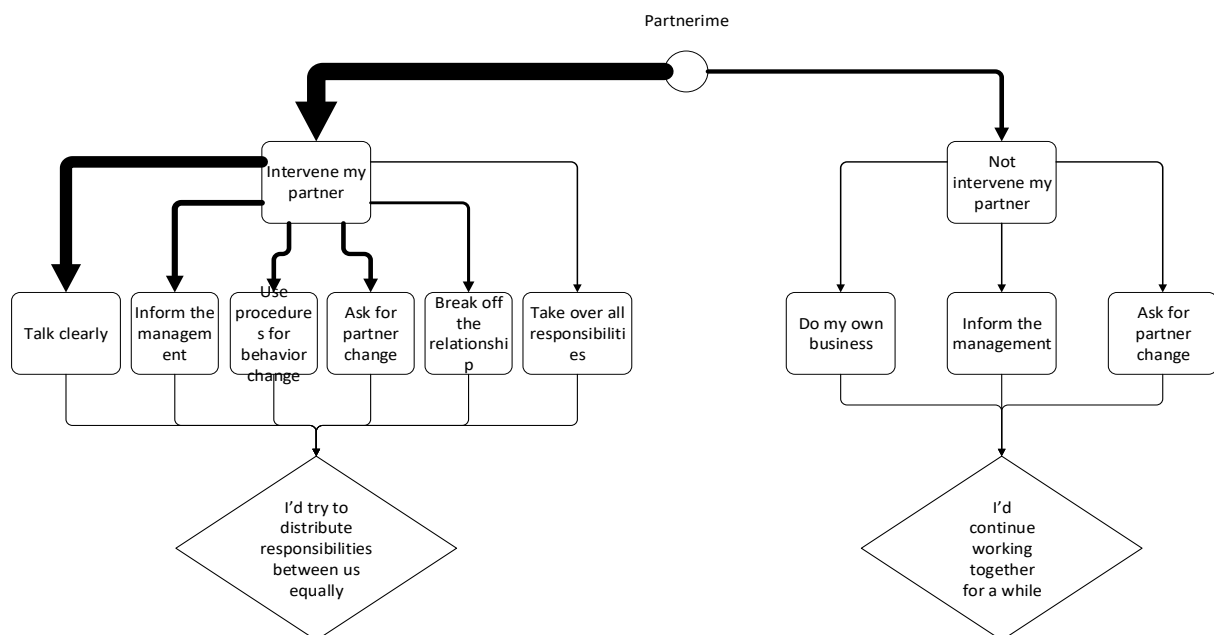 Partnerime
Intervene my
partner
Not
intervene my
partner
Talk clearly
Inform the
managem
ent
Use
procedure
s for
behavior
change
Ask for
partner
change
Break off
the
relationshi
p
Take over all
responsibiliti
es
Do my own
business
Inform the
management
Ask for
partner
change
I’d try to
distribute
responsibilities
between us
equally
I’d
continue
working
together
for a while